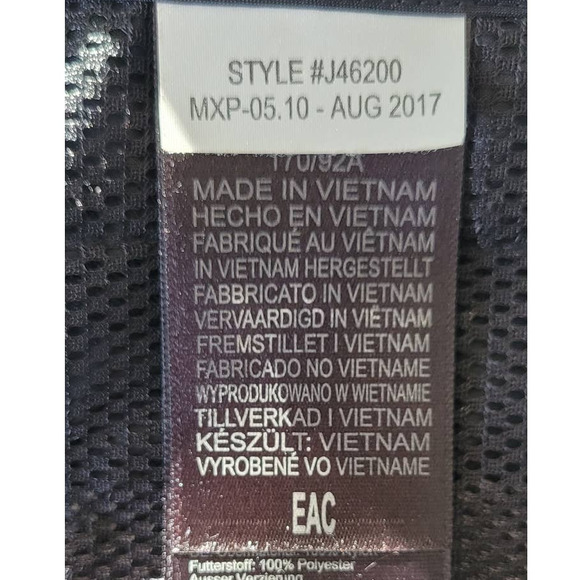 STYLE #J46200
MXP-05.10 - AUG 2017
170/92A
MADE IN VIETNAM
HECHO EN VIETNAM
FABRIQUÉ AU VIÊTNAM
IN VIETNAM HERGESTELLT
FABBRICATO IN VIETNAM
VERVAARDIGD IN VIETNAM
FREMSTILLET I VIETNAM
FABRICADO NO VIETNAME
WYPRODUKOWANO W WIETNAMIE
TILLVERKAD I VIETNAM
KÉSZÜLT: VIETNAM
VYROBENÉ VO VIETNAME
EAC
Futterstoff: 100% Polyester
Ausser Verzierung